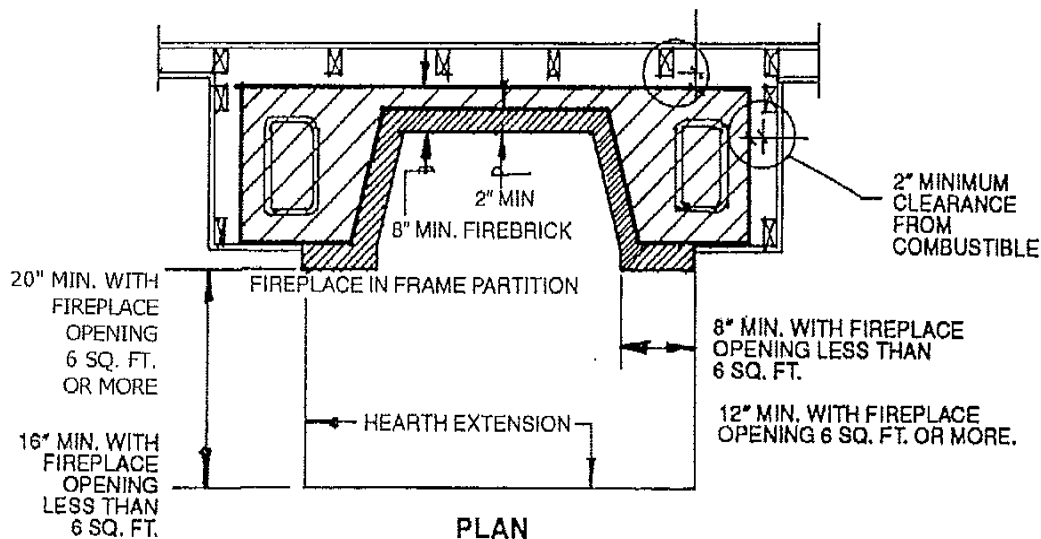 2" MINIMUM
CLEARANCE
FROM
COMBUSTIBLE
2" MIN
8" MIN. FIREBRICK
FIREPLACE IN FRAME PARTITION
20" MIN. WITH
FIREPLACE
OPENING
6 SQ. FT.
OR MORE
8" MIN. WITH FIREPLACE
OPENING LESS THAN
6 SQ. FT.
12" MIN. WITH FIREPLACE
OPENING 6 SQ. FT. OR MORE.
HEARTH EXTENSION
16" MIN. WITH
FIREPLACE
OPENING
LESS THAN
6 SQ. FT.
PLAN